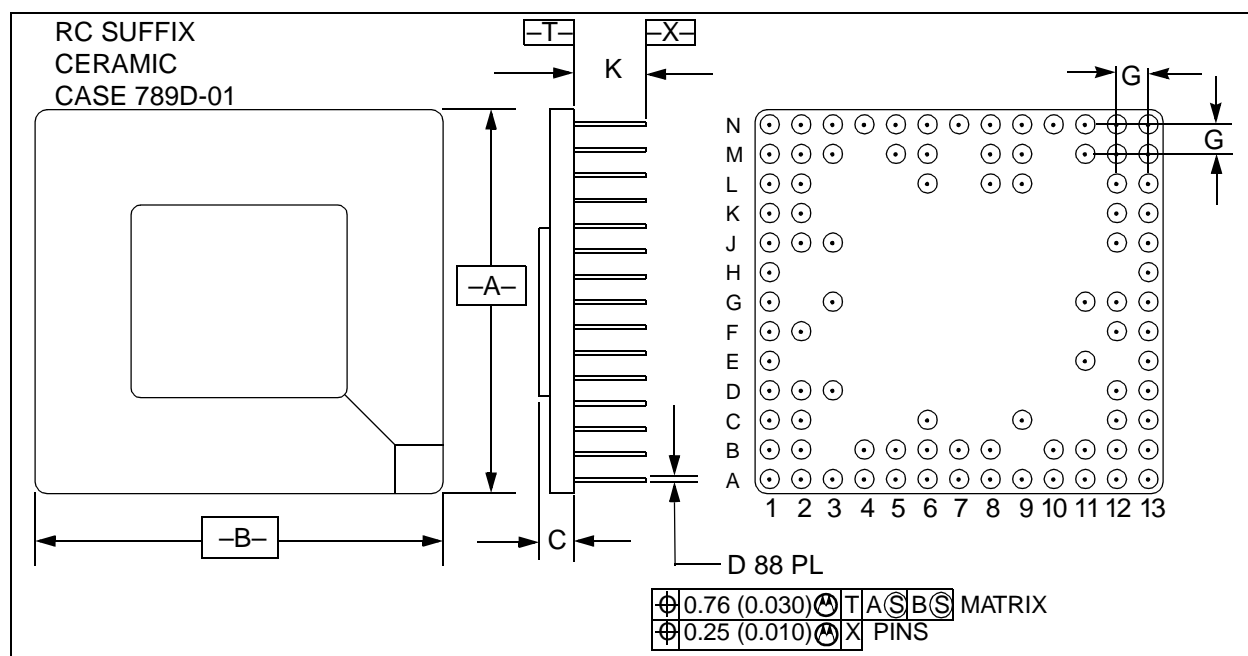 RC SUFFIX
CERAMIC
CASE 789D-01
–T–
–X–
K
G
G
–A–
–B–
C
N
M
L
K
J
H
G
F
E
D
C
B
A
1 2 3 4 5 6 7 8 9 10 11 12 13
D 88 PL
⌖ 0.76 (0.030) Ⓜ T A Ⓢ B Ⓢ MATRIX
⌖ 0.25 (0.010) Ⓜ X PINS